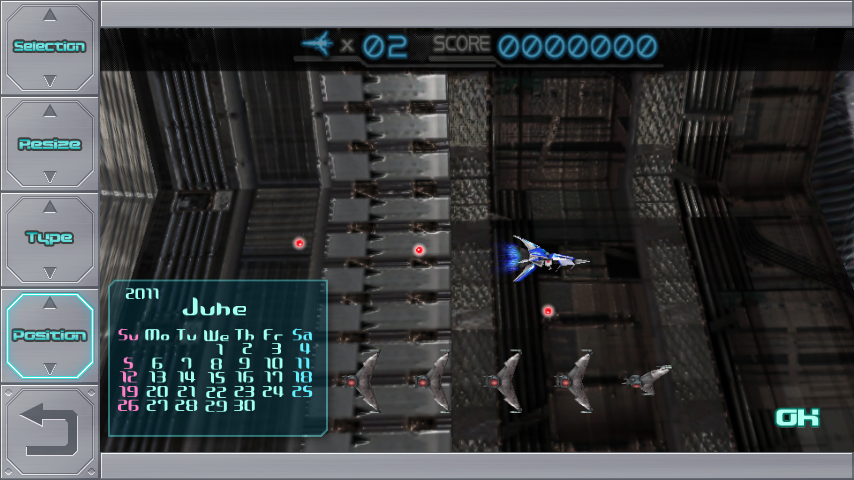 Selection
Resize
Type
Position
x 02 SCORE 0000000
2011
June
Su Mo Tu We Th Fr Sa
1 2 3 4
5 6 7 8 9 10 11
12 13 14 15 16 17 18
19 20 21 22 23 24 25
26 27 28 29 30
OK